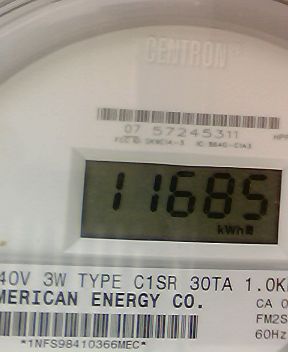 CENTRON
07 57245311
11685
kWh
40V 3W TYPE C1SR 30TA 1.0K
MERICAN ENERGY CO.
CA 0
FM2S
60Hz
*1NFS98410366MEC*